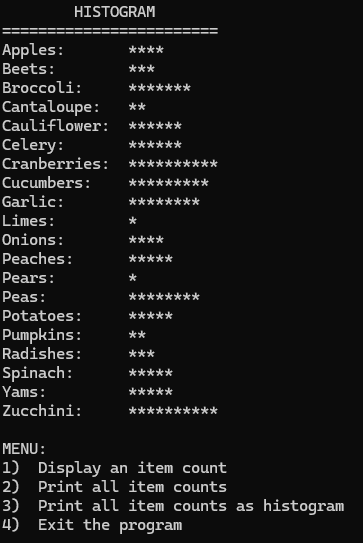 HISTOGRAM
========================
Apples:       ****
Beets:        ***
Broccoli:     *******
Cantaloupe:   **
Cauliflower:  ******
Celery:       ******
Cranberries:  **********
Cucumbers:    *********
Garlic:       ********
Limes:        *
Onions:       ****
Peaches:      *****
Pears:        *
Peas:         ********
Potatoes:     *****
Pumpkins:     **
Radishes:     ***
Spinach:      *****
Yams:         *****
Zucchini:     **********

MENU:
1)  Display an item count
2)  Print all item counts
3)  Print all item counts as histogram
4)  Exit the program